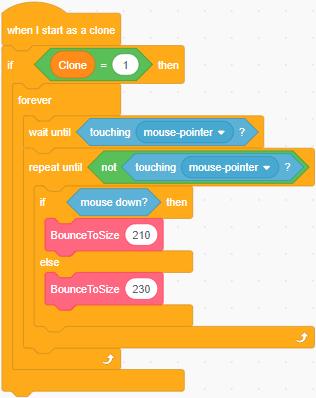 when I start as a clone
if Clone = 1 then
forever
wait until touching mouse-pointer ?
repeat until not touching mouse-pointer ?
if mouse down? then
BounceToSize 210
else
BounceToSize 230